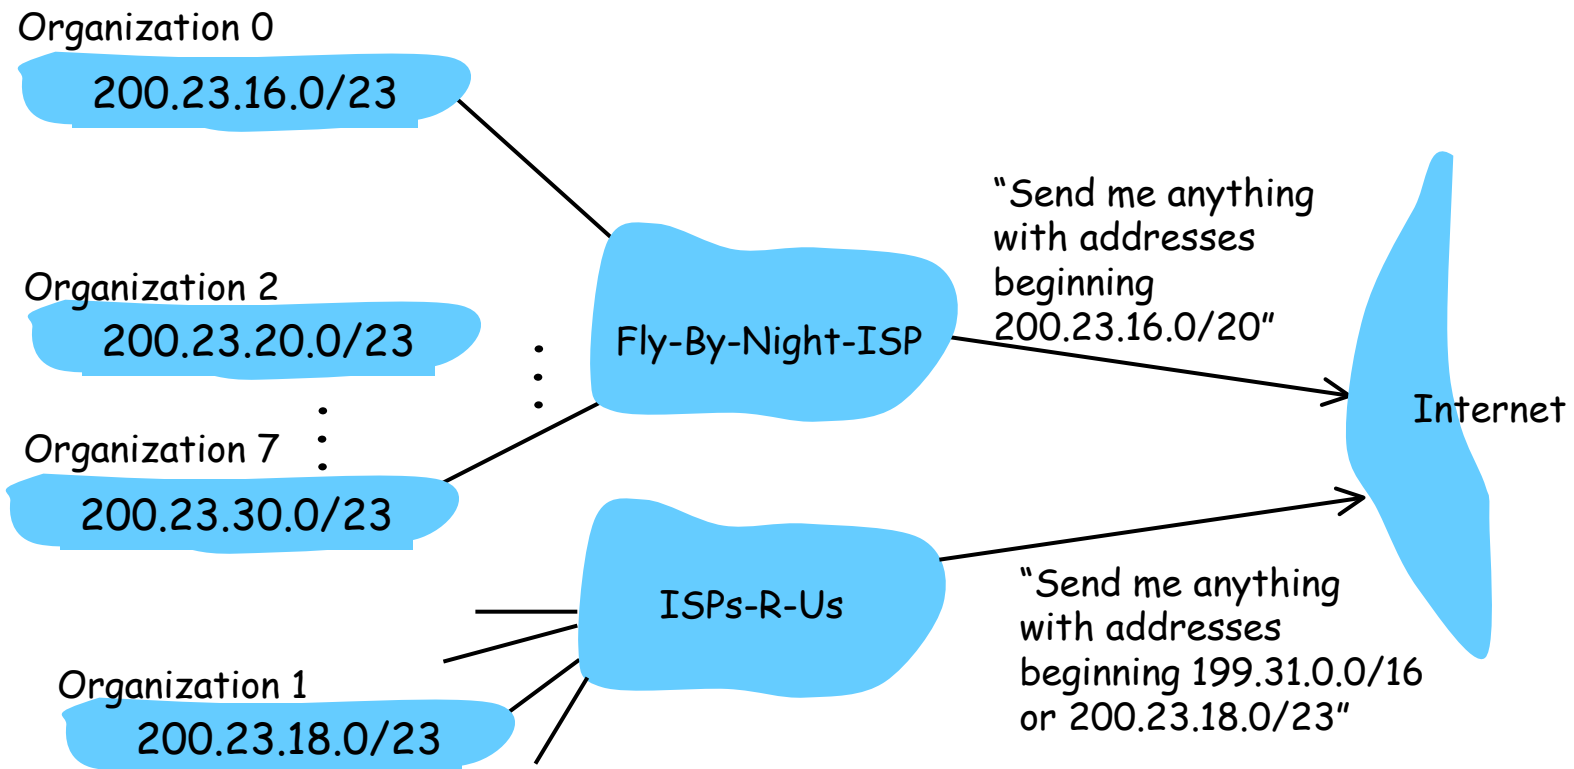 Organization 0
200.23.16.0/23
Organization 2
200.23.20.0/23
Organization 7
200.23.30.0/23
Fly-By-Night-ISP
“Send me anything
with addresses
beginning
200.23.16.0/20”
Internet
ISPs-R-Us
Organization 1
200.23.18.0/23
“Send me anything
with addresses
beginning 199.31.0.0/16
or 200.23.18.0/23”